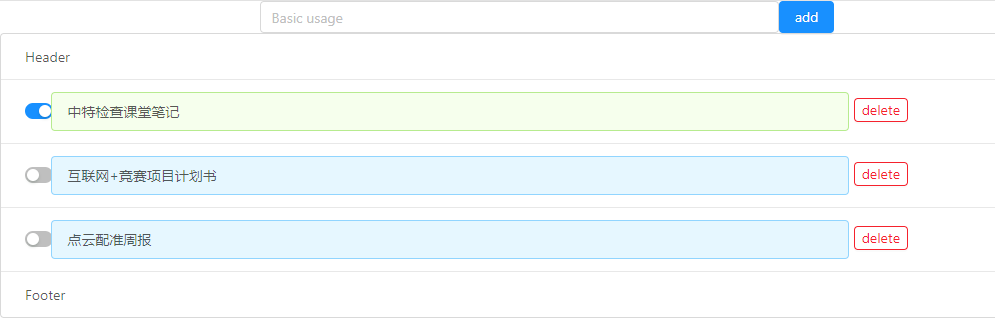 Basic usage
add
Header
中特检查课堂笔记
delete
互联网+竞赛项目计划书
delete
点云配准周报
delete
Footer